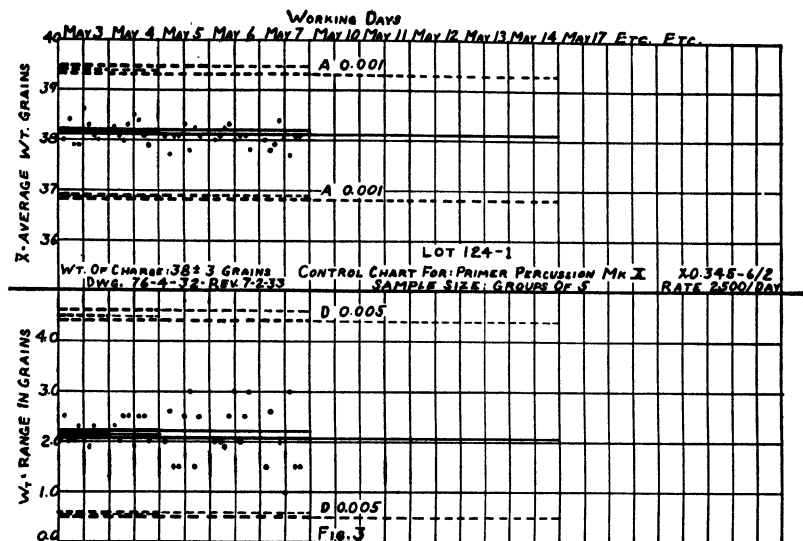 WORKING DAYS
MAY 3 MAY 4 MAY 5 MAY 6 MAY 7 MAY 10 MAY 11 MAY 12 MAY 13 MAY 14 MAY 17 ETC. ETC.
40
A 0.001
39
38
37
A 0.001
36
X̄-AVERAGE WT. GRAINS
LOT 124-1
WT. OF CHARGE: 38± 3 GRAINS CONTROL CHART FOR: PRIMER PERCUSSION MK X X0.345-6/2
DWG. 76-4-32-REV. 7-2-33 SAMPLE SIZE: GROUPS OF 5 RATE 2500/DAY
D 0.005
4.0
3.0
2.0
1.0
D 0.005
0.0
WT. RANGE IN GRAINS
FIG. 3